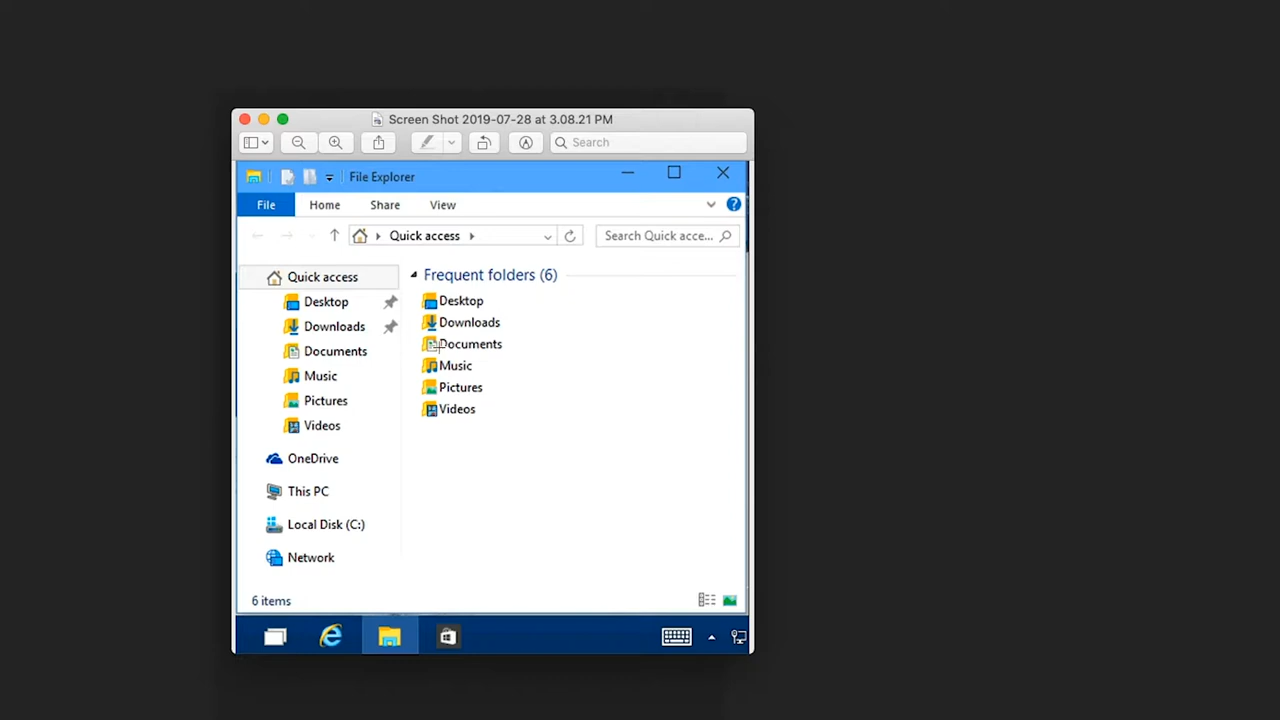 Screen Shot 2019-07-28 at 3.08.21 PM
Search
File Explorer
File Home Share View
Quick access Search Quick acce...
Quick access
Desktop
Downloads
Documents
Music
Pictures
Videos
OneDrive
This PC
Local Disk (C:)
Network
Frequent folders (6)
Desktop
Downloads
Documents
Music
Pictures
Videos
6 items